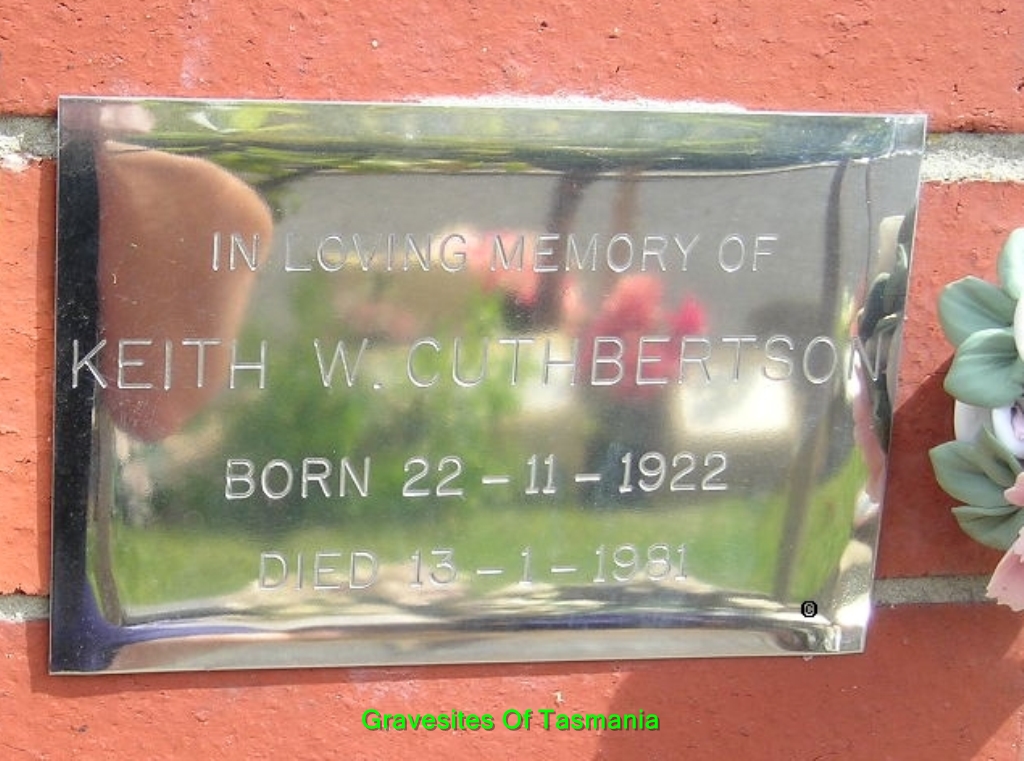 IN LOVING MEMORY OF
KEITH W. CUTHBERTSON
BORN 22 - 11 - 1922
DIED 13 - 1 - 1981
©
Gravesites Of Tasmania